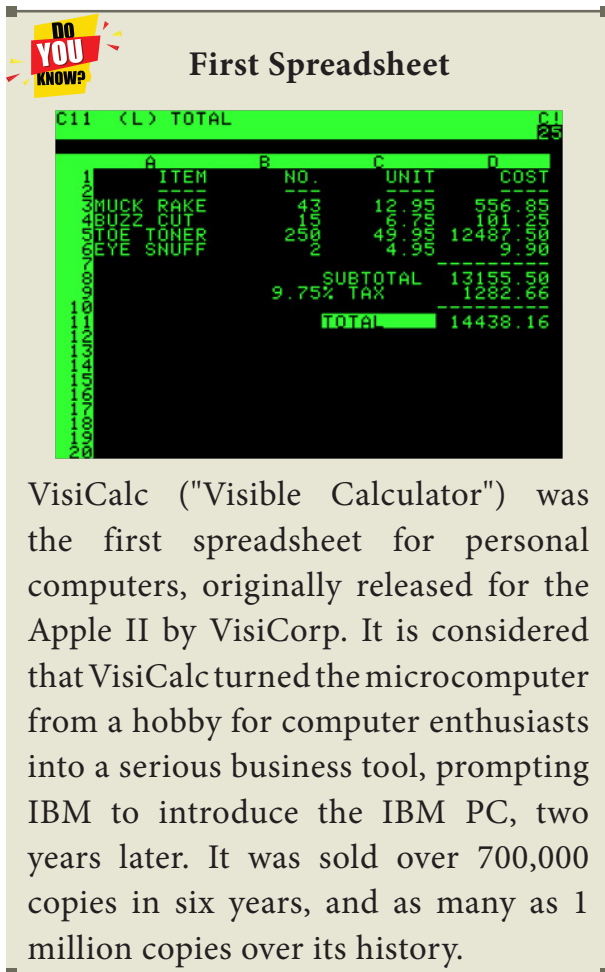 DO
YOU
KNOW?
First Spreadsheet
C11 (L) TOTAL C!
25
A B C D
1 ITEM NO. UNIT COST
2 ---- --- ---- ----
3 MUCK RAKE 43 12.95 556.85
4 BUZZ CUT 15 6.75 101.25
5 TOE TONER 250 49.95 12487.50
6 EYE SNUFF 2 4.95 9.90
7 ---------
8 SUBTOTAL 13155.50
9 9.75% TAX 1282.66
10 ---------
11 TOTAL 14438.16
12
13
14
15
16
17
18
19
20
VisiCalc ("Visible Calculator") was
the first spreadsheet for personal
computers, originally released for the
Apple II by VisiCorp. It is considered
that VisiCalc turned the microcomputer
from a hobby for computer enthusiasts
into a serious business tool, prompting
IBM to introduce the IBM PC, two
years later. It was sold over 700,000
copies in six years, and as many as 1
million copies over its history.